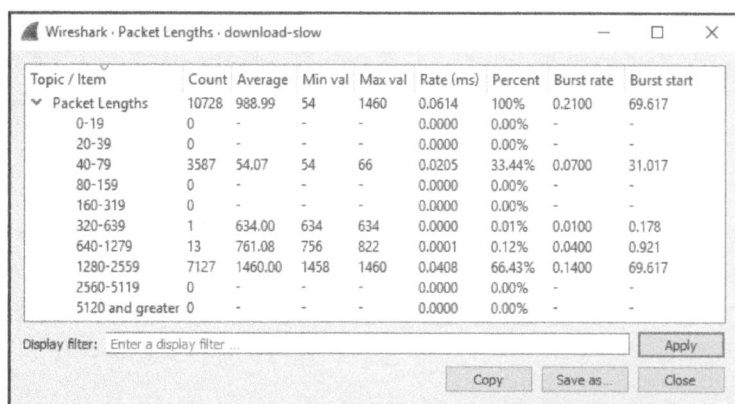 Wireshark · Packet Lengths · download-slow
Topic / Item Count Average Min val Max val Rate (ms) Percent Burst rate Burst start
Packet Lengths 10728 988.99 54 1460 0.0614 100% 0.2100 69.617
0-19 0 - - - 0.0000 0.00% - -
20-39 0 - - - 0.0000 0.00% - -
40-79 3587 54.07 54 66 0.0205 33.44% 0.0700 31.017
80-159 0 - - - 0.0000 0.00% - -
160-319 0 - - - 0.0000 0.00% - -
320-639 1 634.00 634 634 0.0000 0.01% 0.0100 0.178
640-1279 13 761.08 756 822 0.0001 0.12% 0.0400 0.921
1280-2559 7127 1460.00 1458 1460 0.0408 66.43% 0.1400 69.617
2560-5119 0 - - - 0.0000 0.00% - -
5120 and greater 0 - - - 0.0000 0.00% - -
Display filter: Enter a display filter ... Apply
Copy Save as... Close